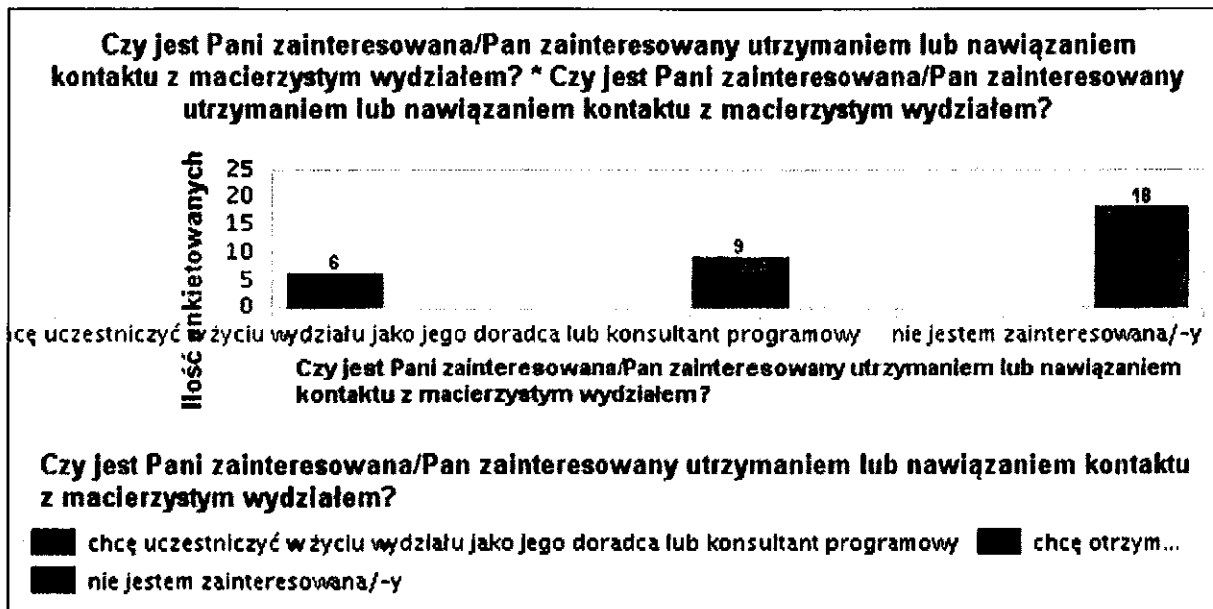 Czy jest Pani zainteresowana/Pan zainteresowany utrzymaniem lub nawiązaniem
kontaktu z macierzystym wydziałem? * Czy jest Pani zainteresowana/Pan zainteresowany
utrzymaniem lub nawiązaniem kontaktu z macierzystym wydziałem?
Ilość ankietowanych
25
20
15
10
5
0
6
9
18
cę uczestniczyć w życiu wydziału jako jego doradca lub konsultant programowy
nie jestem zainteresowana/-y
Czy jest Pani zainteresowana/Pan zainteresowany utrzymaniem lub nawiązaniem
kontaktu z macierzystym wydziałem?
Czy jest Pani zainteresowana/Pan zainteresowany utrzymaniem lub nawiązaniem kontaktu
z macierzystym wydziałem?
chcę uczestniczyć w życiu wydziału jako jego doradca lub konsultant programowy
chcę otrzym...
nie jestem zainteresowana/-y